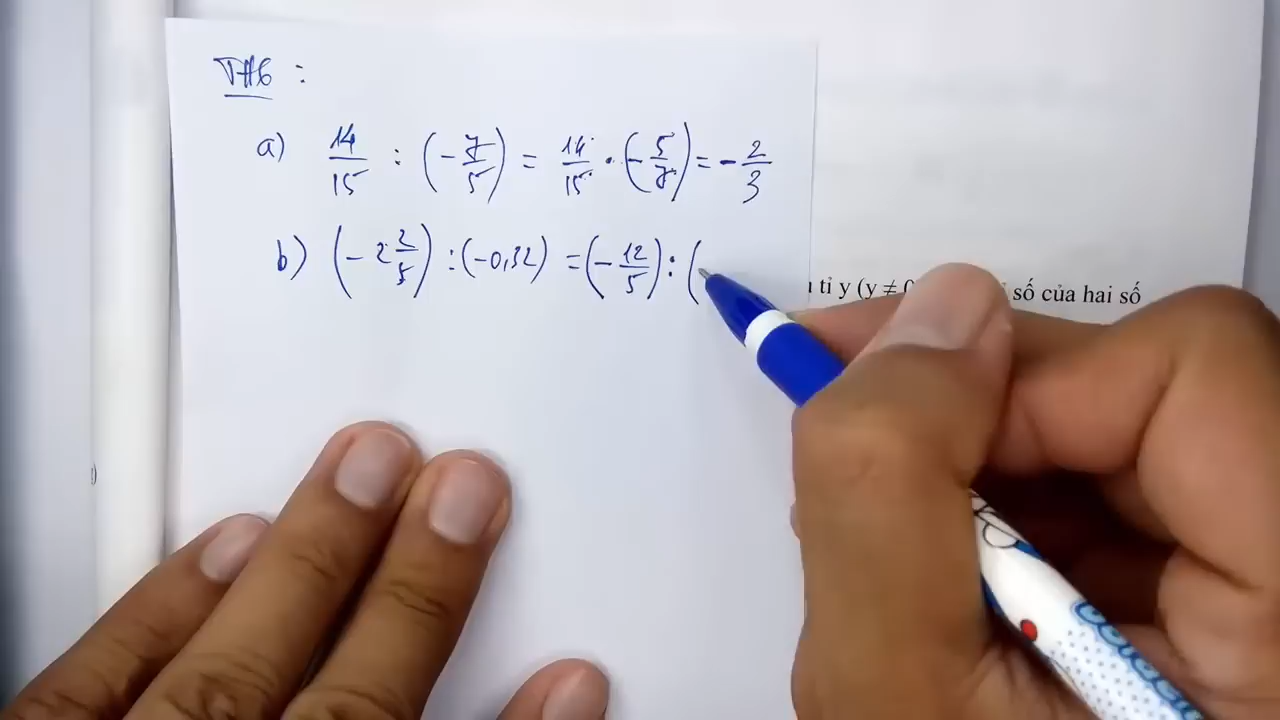 TH6 :
a) 14/15 : (-7/5) = 14/15 . (-5/7) = -2/3
b) (-2 2/5) : (-0,32) = (-12/5) : (
tỉ y (y ≠ 0 số của hai số